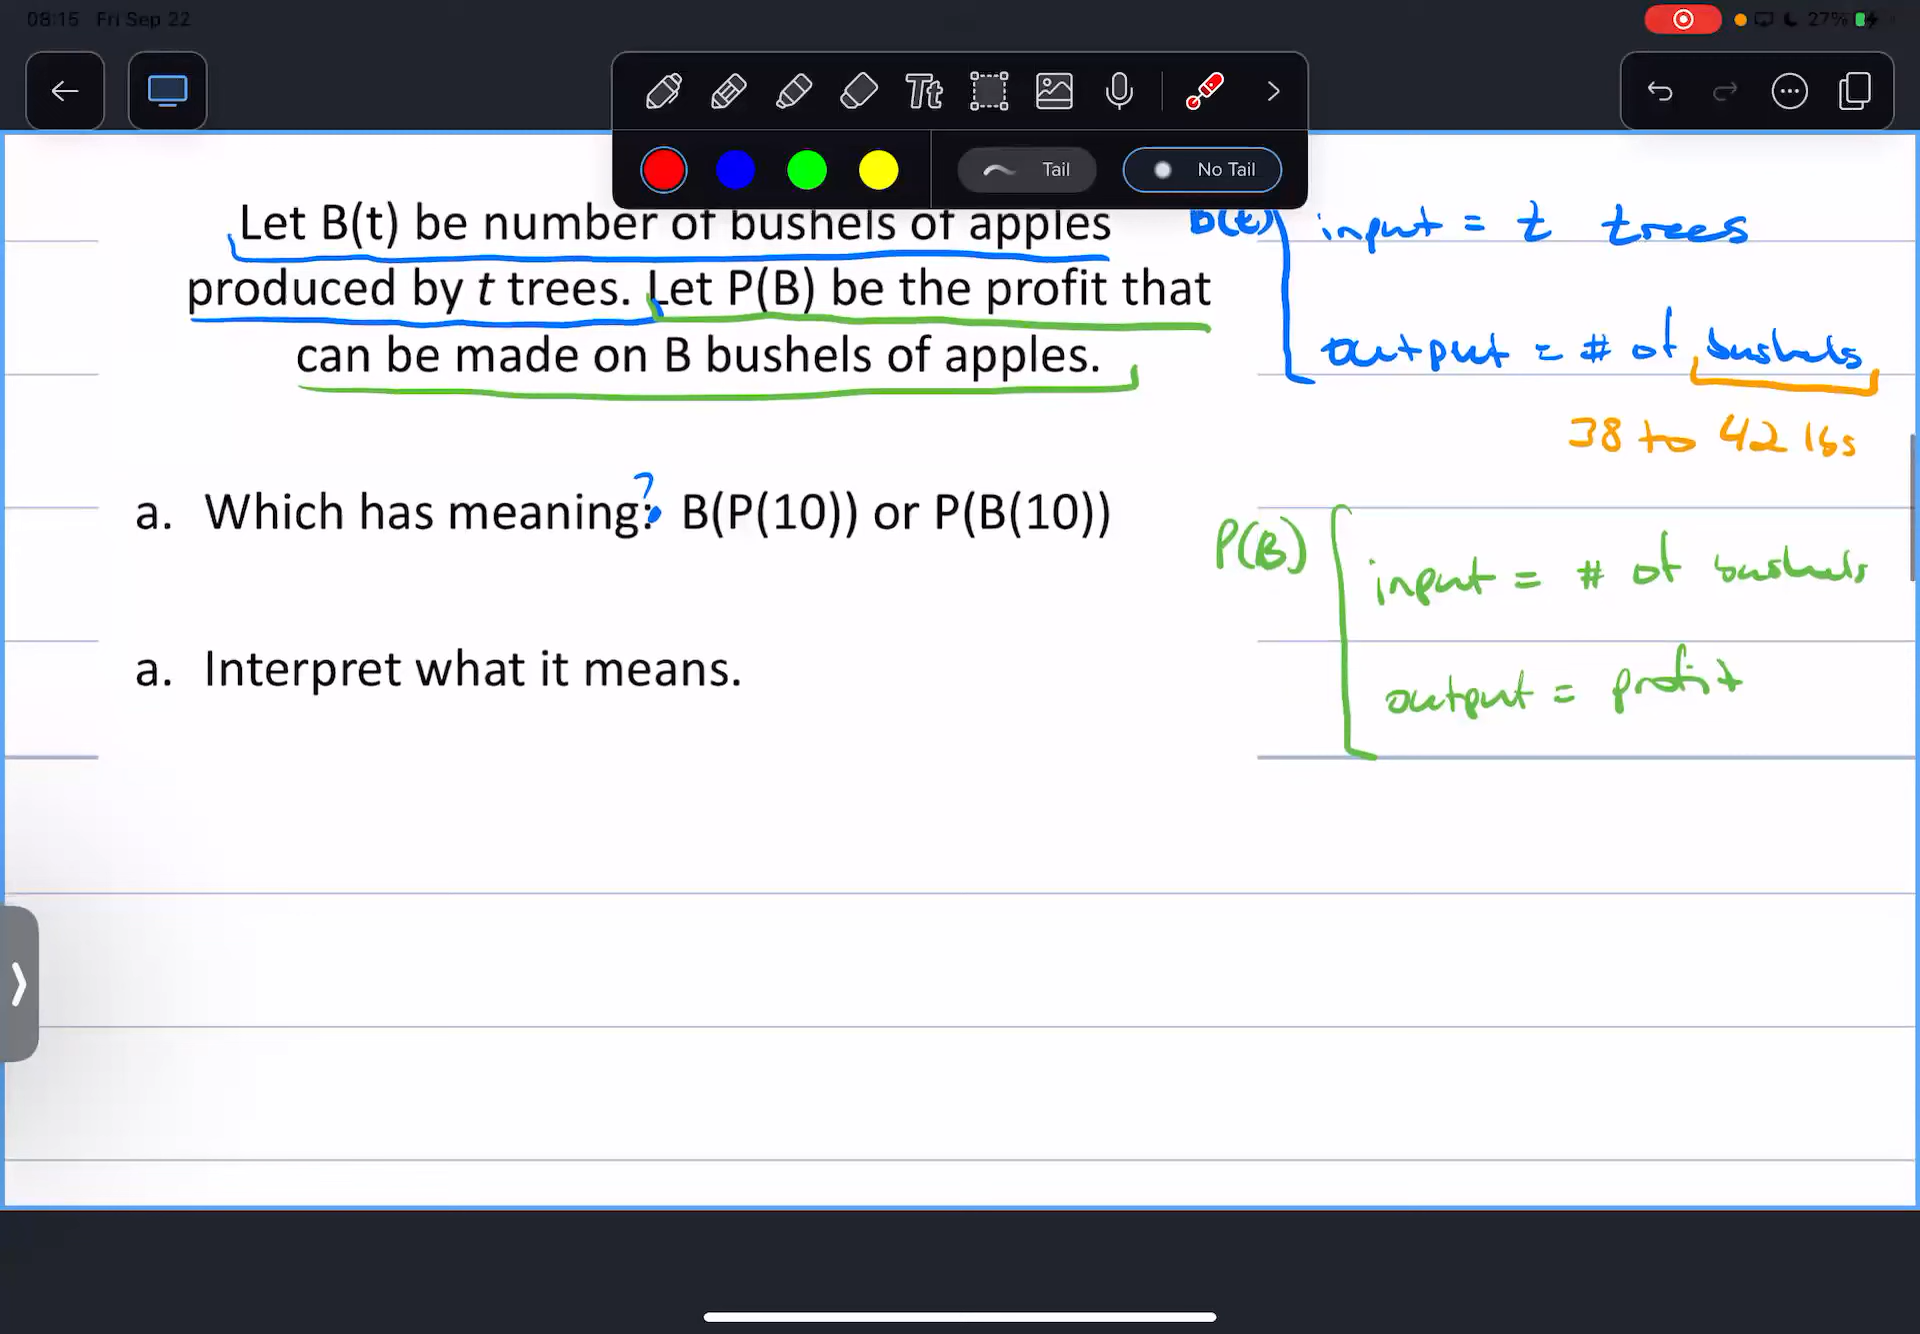 08:15 Fri Sep 22
27%
Tt
Tail
No Tail
Let B(t) be number of bushels of apples
produced by t trees. Let P(B) be the profit that
can be made on B bushels of apples.
B(t)
input = t trees
output = # of bushels
38 to 42 lbs
a. Which has meaning:? B(P(10)) or P(B(10))
P(B)
input = # of bushels
output = profit
a. Interpret what it means.